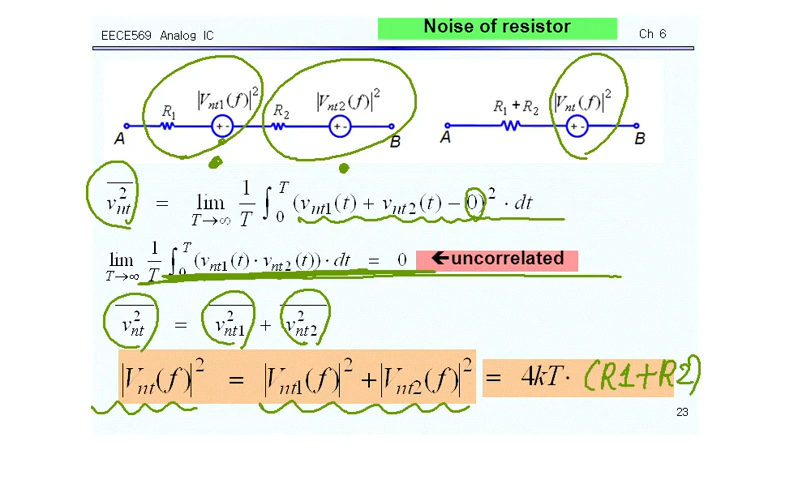 Noise of resistor
EECE569 Analog IC Ch 6
R₁ |Vnt1(f)|² R₂ |Vnt2(f)|² R₁ + R₂ |Vnt(f)|²
A + - + - B A + - B
v²nt = lim T→∞ 1/T ∫₀ᵀ (vnt1(t) + vnt2(t) − 0)² · dt
lim T→∞ 1/T ∫₀ᵀ (vnt1(t) · vnt2(t)) · dt = 0 ←uncorrelated
v²nt = v²nt1 + v²nt2
|Vnt(f)|² = |Vnt1(f)|² + |Vnt2(f)|² = 4kT· (R1+R2)
23